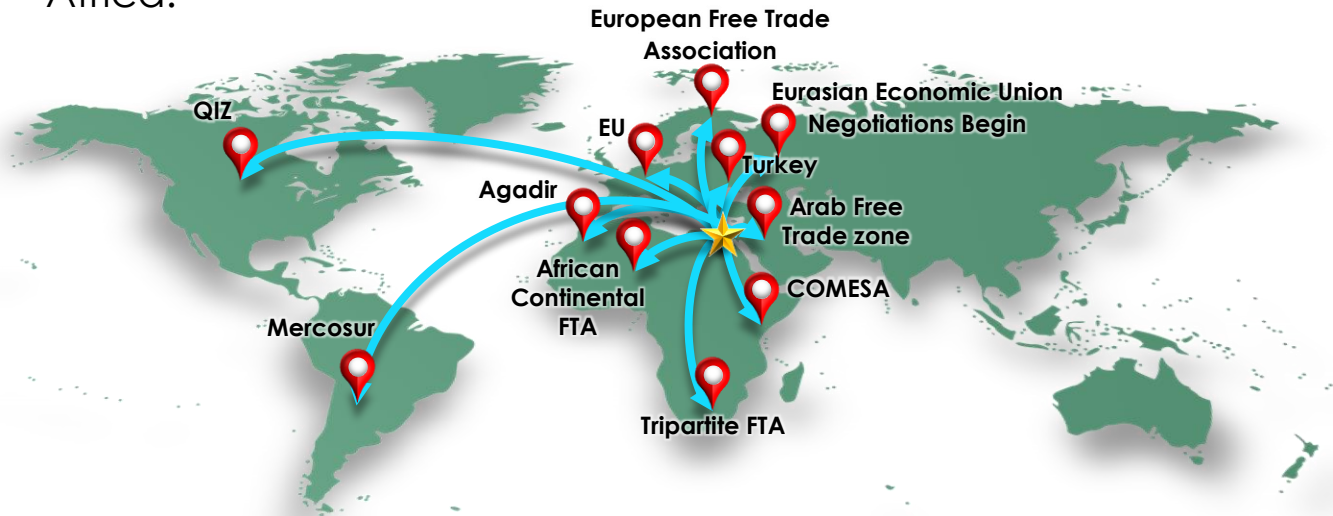 Africa.
European Free Trade
Association
QIZ
Eurasian Economic Union
Negotiations Begin
EU
Turkey
Agadir
Arab Free
Trade zone
African
Continental
FTA
COMESA
Mercosur
Tripartite FTA